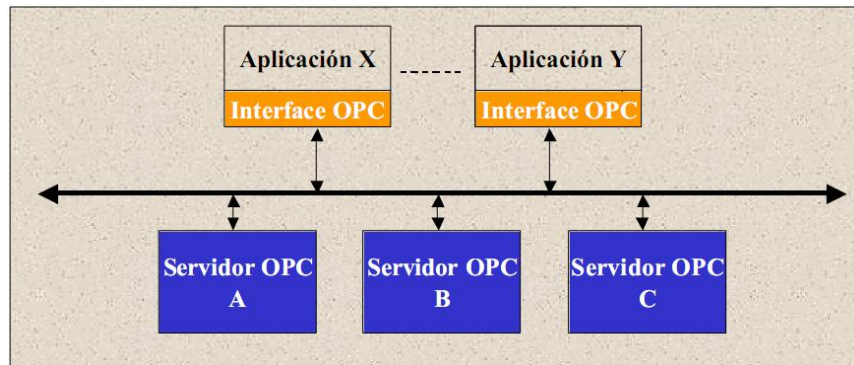 Aplicación X
Aplicación Y
Interface OPC
Interface OPC
Servidor OPC
A
Servidor OPC
B
Servidor OPC
C